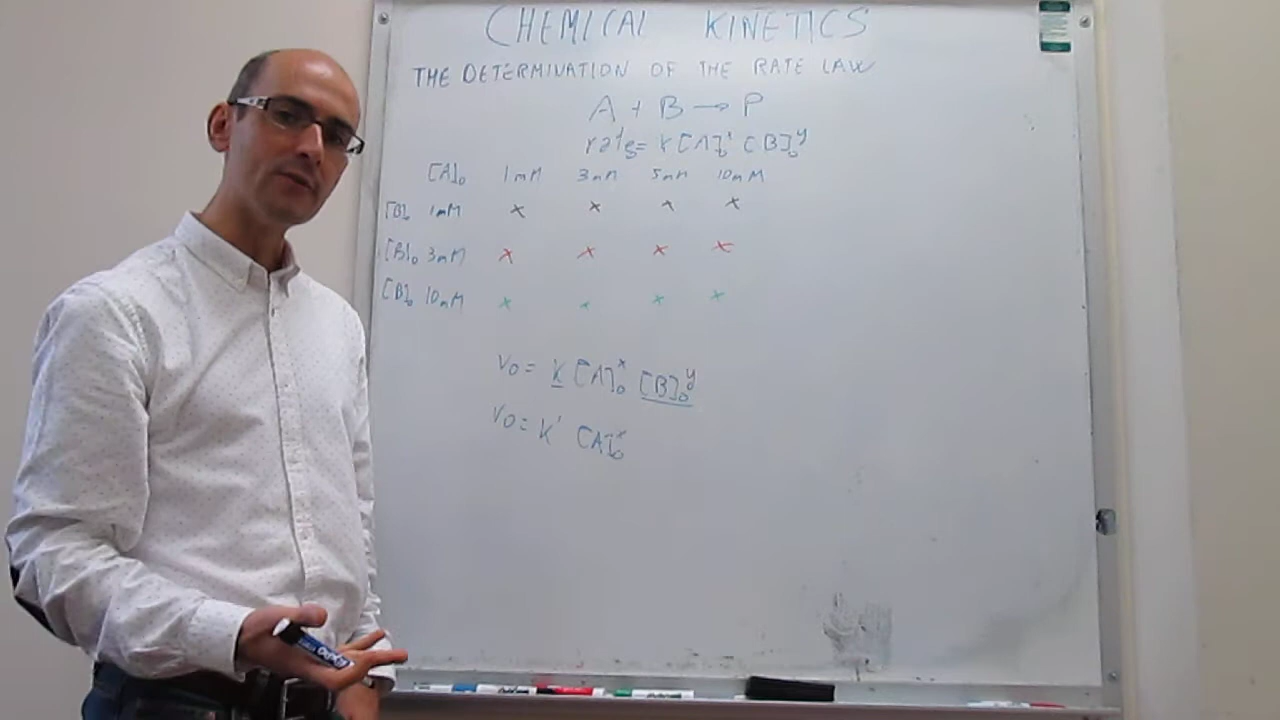 CHEMICAL KINETICS
THE DETERMINATION OF THE RATE LAW
A + B → P
rate = k [A]₀ˣ [B]₀ʸ
[A]₀ 1mM 3mM 5mM 10mM
[B]₀ 1mM × × × ×
[B]₀ 3mM × × × ×
[B]₀ 10mM × × × ×
v₀ = k [A]₀ˣ [B]₀ʸ
v₀ = k' [A]₀ˣ